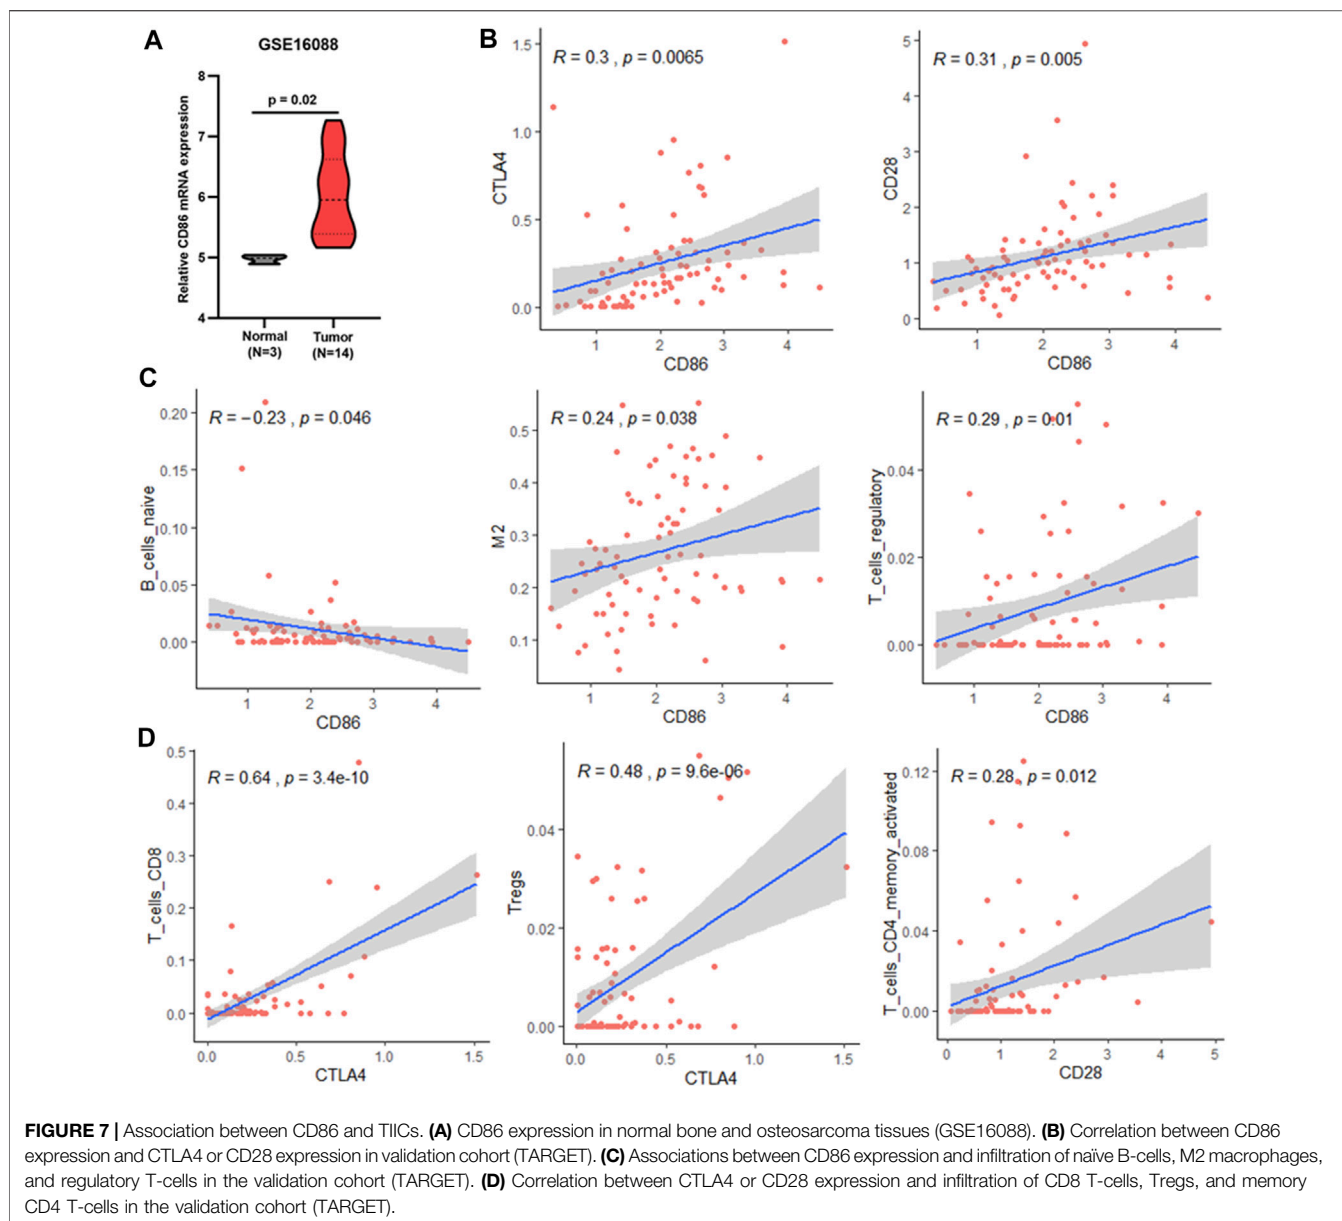 A
GSE16088
Relative CD86 mRNA expression
8
7
6
5
4
p = 0.02
Normal
(N=3)
Tumor
(N=14)
B
R = 0.3 , p = 0.0065
CTLA4
1.5
1.0
0.5
0.0
1 2 3 4
CD86
R = 0.31 , p = 0.005
CD28
5
4
3
2
1
0
1 2 3 4
CD86
C
R = −0.23 , p = 0.046
B_cells_naive
0.20
0.15
0.10
0.05
0.00
1 2 3 4
CD86
R = 0.24 , p = 0.038
M2
0.5
0.4
0.3
0.2
0.1
1 2 3 4
CD86
R = 0.29 , p = 0.01
T_cells_regulatory
0.04
0.02
0.00
1 2 3 4
CD86
D
R = 0.64 , p = 3.4e-10
T_cells_CD8
0.5
0.4
0.3
0.2
0.1
0.0
0.0 0.5 1.0 1.5
CTLA4
R = 0.48 , p = 9.6e-06
Tregs
0.04
0.02
0.00
0.0 0.5 1.0 1.5
CTLA4
R = 0.28, p = 0.012
T_cells_CD4_memory_activated
0.12
0.08
0.04
0.00
0 1 2 3 4 5
CD28
FIGURE 7 | Association between CD86 and TIICs. (A) CD86 expression in normal bone and osteosarcoma tissues (GSE16088). (B) Correlation between CD86
expression and CTLA4 or CD28 expression in validation cohort (TARGET). (C) Associations between CD86 expression and infiltration of naïve B-cells, M2 macrophages,
and regulatory T-cells in the validation cohort (TARGET). (D) Correlation between CTLA4 or CD28 expression and infiltration of CD8 T-cells, Tregs, and memory
CD4 T-cells in the validation cohort (TARGET).